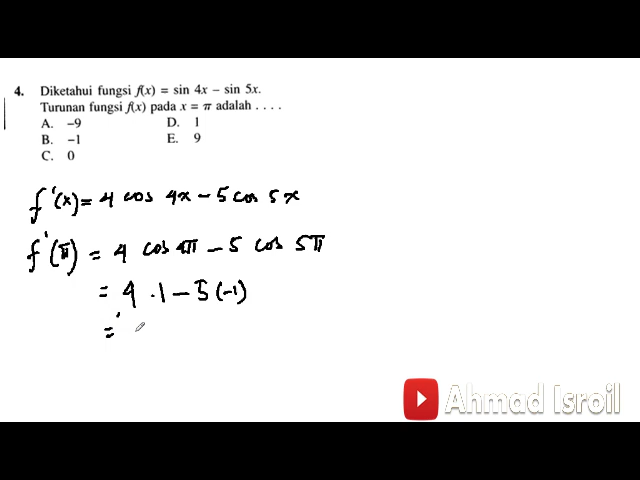 4. Diketahui fungsi f(x) = sin 4x – sin 5x.
Turunan fungsi f(x) pada x = π adalah . . . .
A. –9 D. 1
B. –1 E. 9
C. 0
f'(x) = 4 cos 4x – 5 cos 5x
f'(π) = 4 cos 4π – 5 cos 5π
= 4 . 1 – 5 (-1)
=
Ahmad Isroil